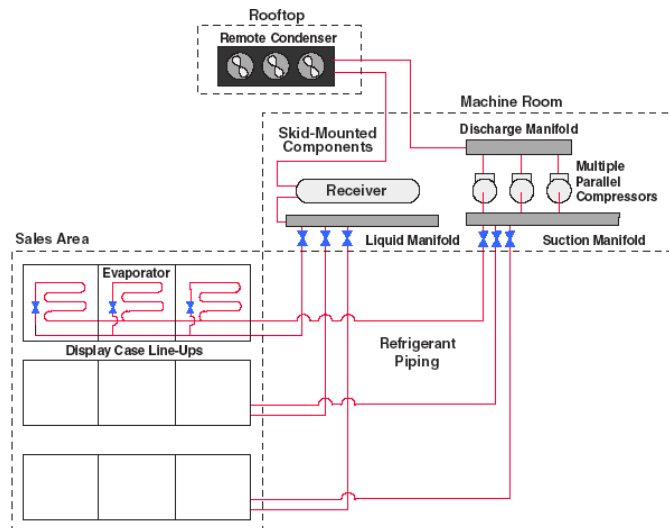 Rooftop
Remote Condenser
Machine Room
Skid-Mounted
Components
Discharge Manifold
Multiple
Parallel
Compressors
Receiver
Liquid Manifold
Suction Manifold
Sales Area
Evaporator
Display Case Line-Ups
Refrigerant
Piping